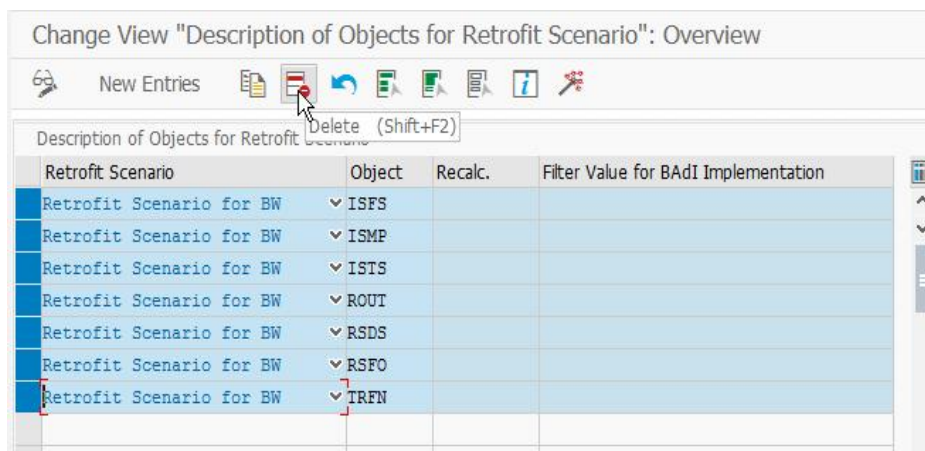 Change View "Description of Objects for Retrofit Scenario": Overview
New Entries
Delete (Shift+F2)
Description of Objects for Retrofit Scenario
Retrofit Scenario Object Recalc. Filter Value for BAdI Implementation
Retrofit Scenario for BW ISFS
Retrofit Scenario for BW ISMP
Retrofit Scenario for BW ISTS
Retrofit Scenario for BW ROUT
Retrofit Scenario for BW RSDS
Retrofit Scenario for BW RSFO
Retrofit Scenario for BW TRFN